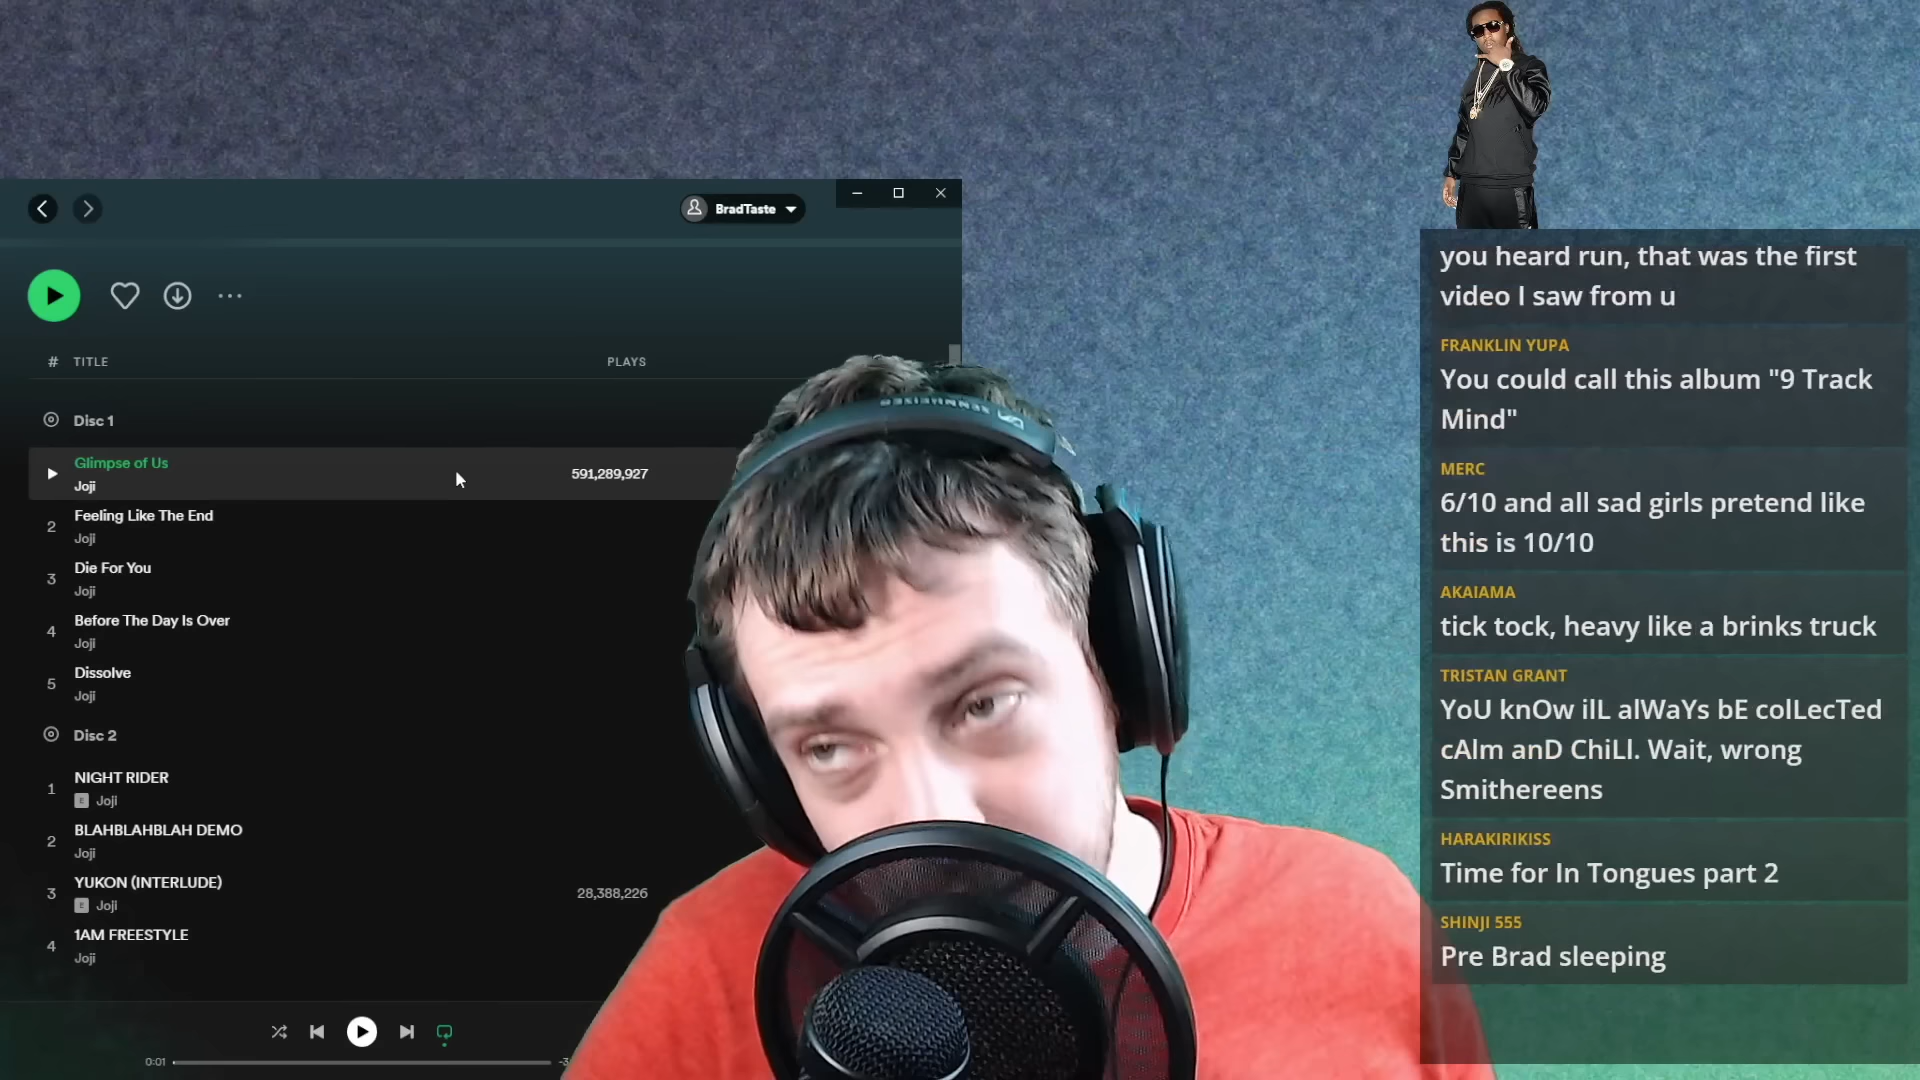 BradTaste
# TITLE PLAYS
Disc 1
Glimpse of Us
Joji
591,289,927
2
Feeling Like The End
Joji
3
Die For You
Joji
4
Before The Day Is Over
Joji
5
Dissolve
Joji
Disc 2
1
NIGHT RIDER
E Joji
2
BLAHBLAHBLAH DEMO
Joji
3
YUKON (INTERLUDE)
E Joji
28,388,226
4
1AM FREESTYLE
Joji
0:01
-3
SENNHEISER
you heard run, that was the first
video I saw from u
FRANKLIN YUPA
You could call this album "9 Track
Mind"
MERC
6/10 and all sad girls pretend like
this is 10/10
AKAIAMA
tick tock, heavy like a brinks truck
TRISTAN GRANT
YoU knOw ilL alWaYs bE colLecTed
cAlm anD ChiLl. Wait, wrong
Smithereens
HARAKIRIKISS
Time for In Tongues part 2
SHINJI 555
Pre Brad sleeping